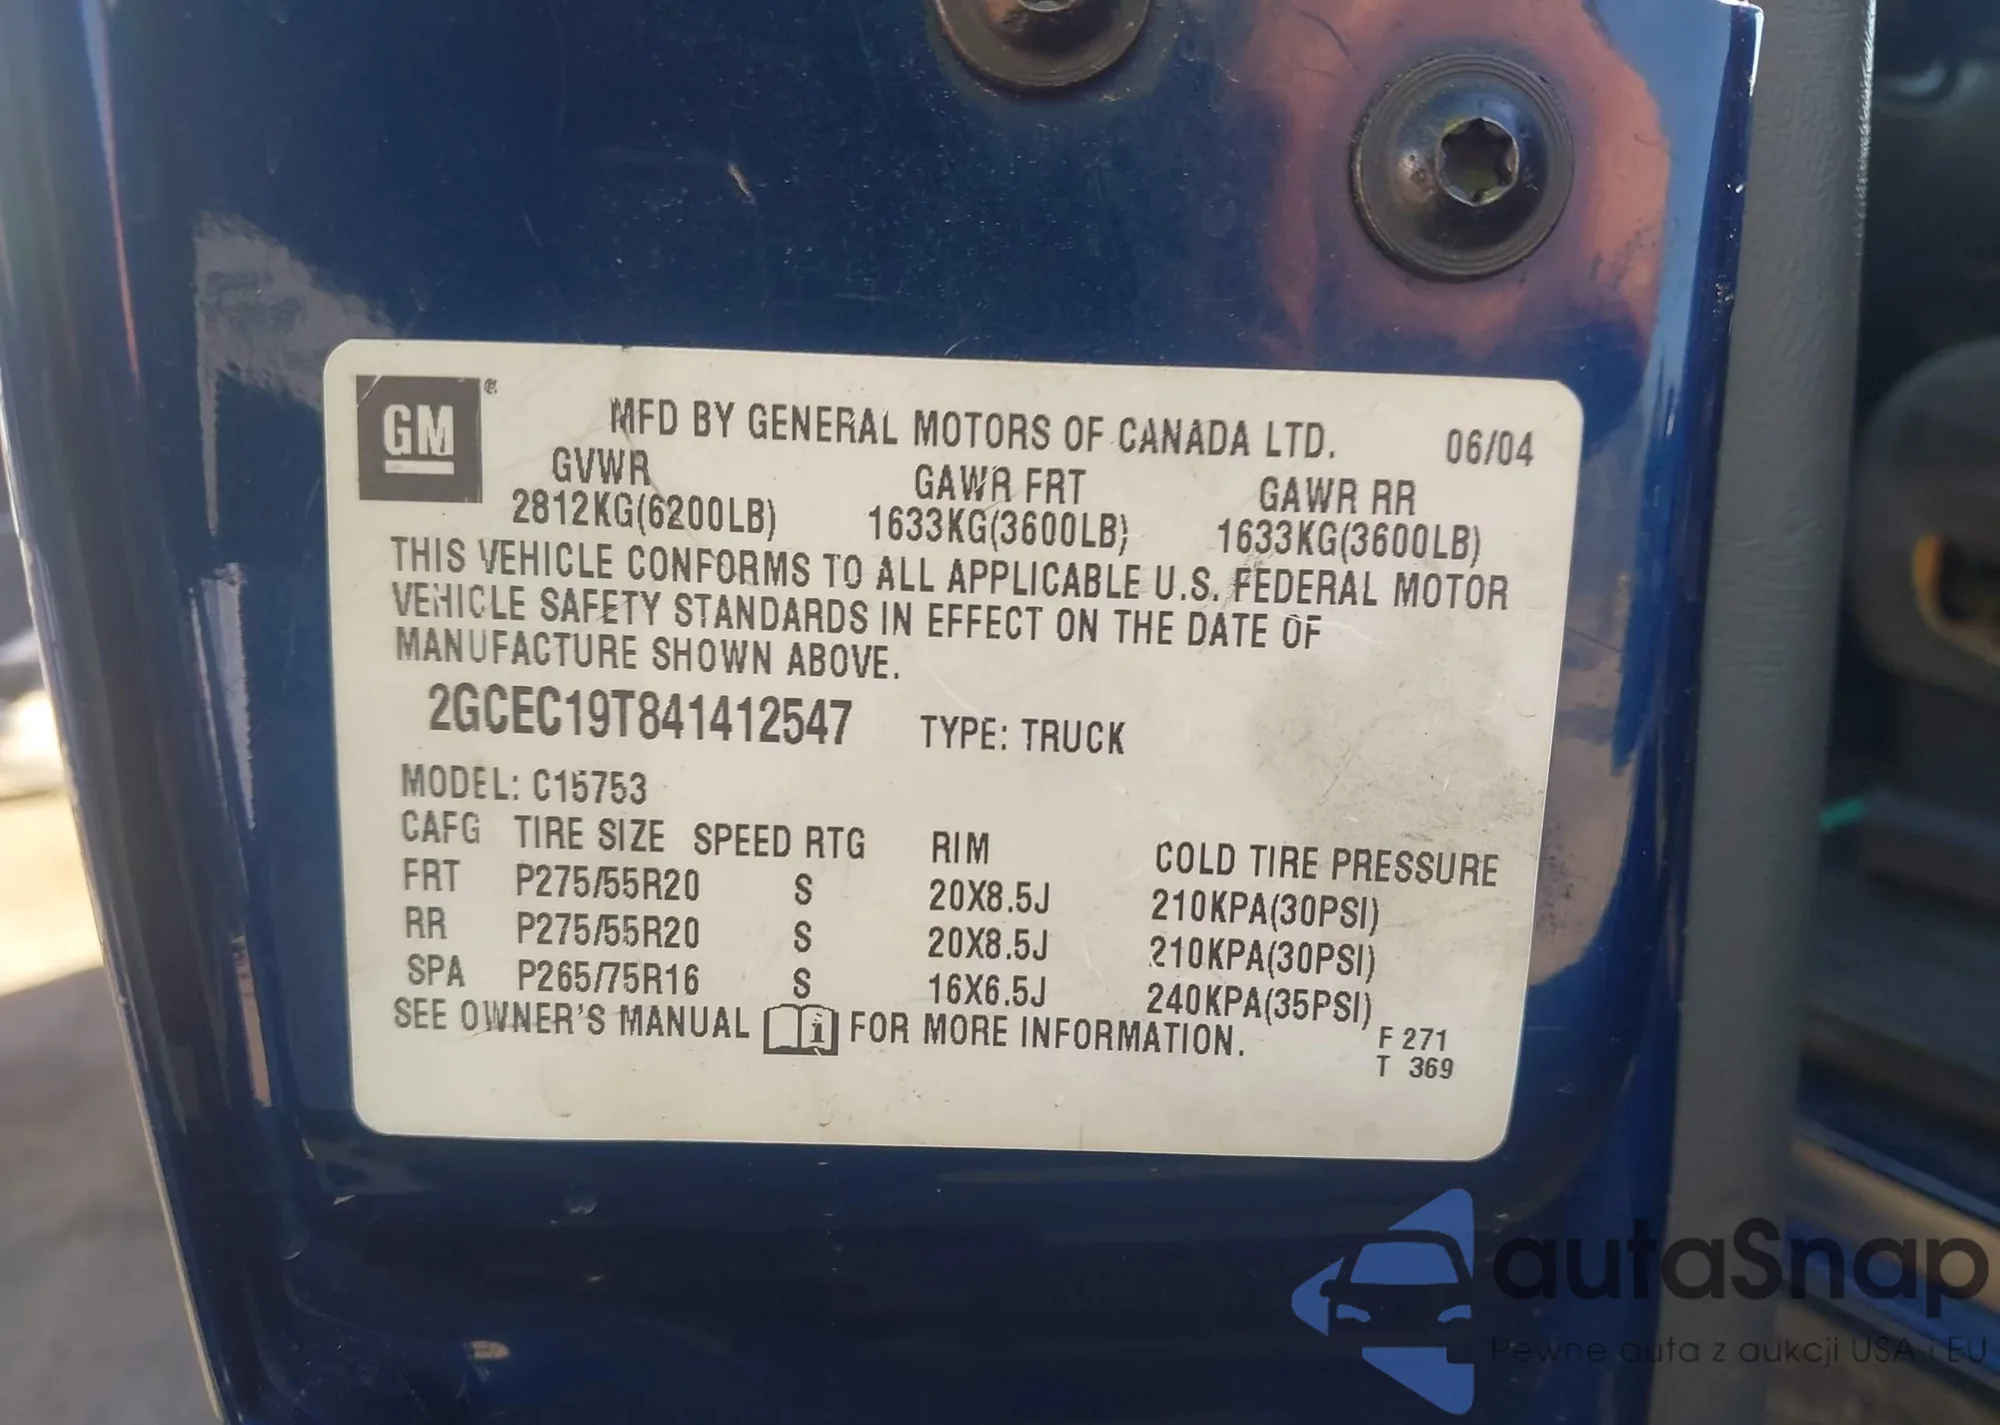 GM®
MFD BY GENERAL MOTORS OF CANADA LTD. 06/04
GVWR GAWR FRT GAWR RR
2812KG(6200LB) 1633KG(3600LB) 1633KG(3600LB)
THIS VEHICLE CONFORMS TO ALL APPLICABLE U.S. FEDERAL MOTOR
VEHICLE SAFETY STANDARDS IN EFFECT ON THE DATE OF
MANUFACTURE SHOWN ABOVE.
2GCEC19T841412547 TYPE: TRUCK
MODEL: C15753
CAFG TIRE SIZE SPEED RTG RIM COLD TIRE PRESSURE
FRT P275/55R20 S 20X8.5J 210KPA(30PSI)
RR P275/55R20 S 20X8.5J 210KPA(30PSI)
SPA P265/75R16 S 16X6.5J 240KPA(35PSI)
SEE OWNER'S MANUAL i FOR MORE INFORMATION.
F 271
T 369
autaSnap
Pewne auta z aukcji USA i EU